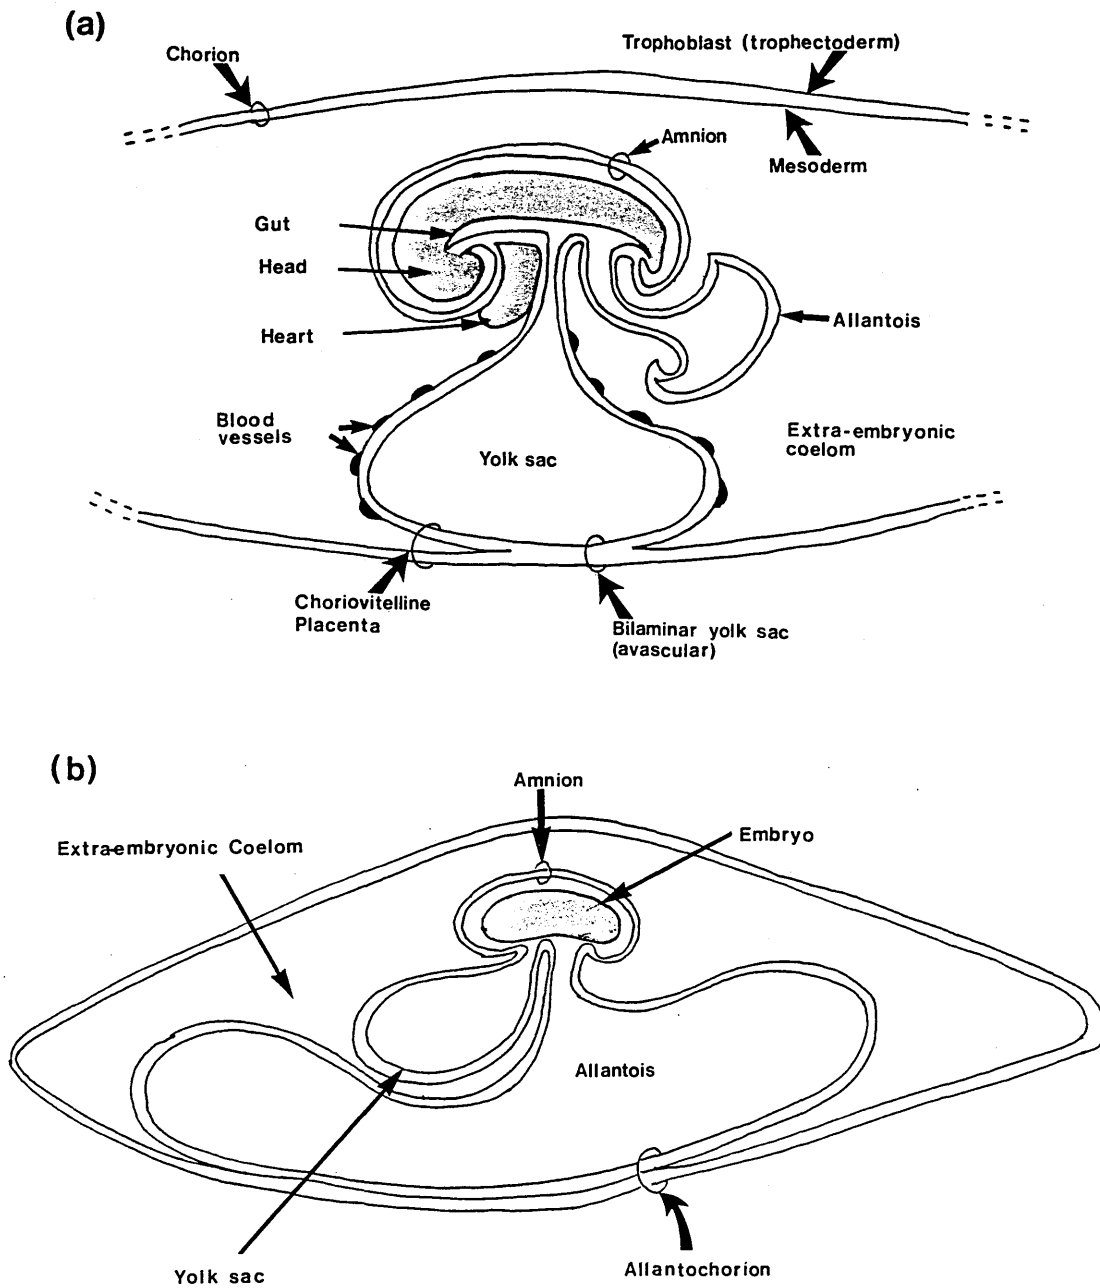 (a)
Chorion
Trophoblast (trophectoderm)
Amnion
Mesoderm
Gut
Head
Heart
Allantois
Blood
vessels
Yolk sac
Extra-embryonic
coelom
Choriovitelline
Placenta
Bilaminar yolk sac
(avascular)
(b)
Amnion
Embryo
Extra-embryonic Coelom
Allantois
Yolk sac
Allantochorion